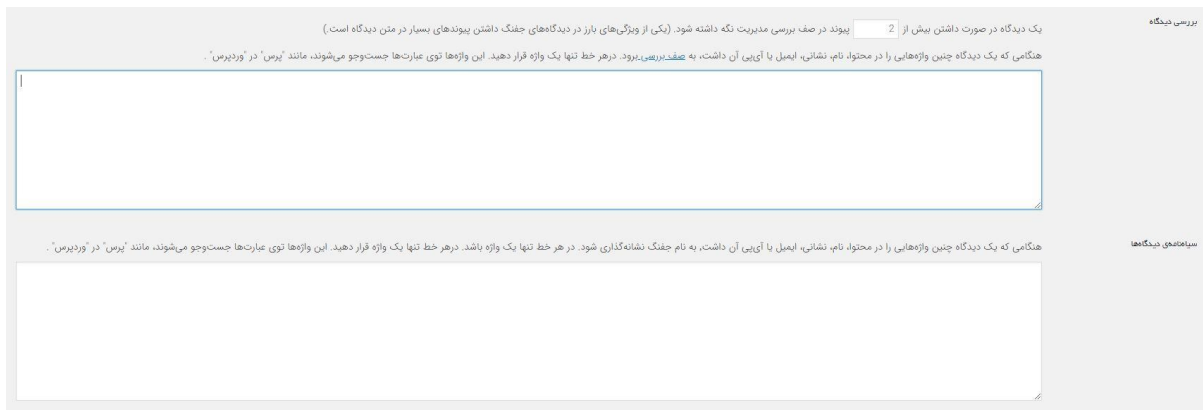 بررسی دیدگاه
یک دیدگاه در صورت داشتن بیش از 2 پیوند در صف بررسی مدیریت نگه داشته شود. (یکی از ویژگی‌های بارز در دیدگاه‌های جفنگ داشتن پیوندهای بسیار در متن دیدگاه است.)
هنگامی که یک دیدگاه چنین واژه‌هایی را در محتوا، نام، نشانی، ایمیل یا آی‌پی آن داشت، به صف بررسی برود. درهر خط تنها یک واژه قرار دهید. این واژه‌ها توی عبارت‌ها جست‌وجو می‌شوند، مانند "پرس" در "وردپرس" .
سیاهنامه‌ی دیدگاه‌ها
هنگامی که یک دیدگاه چنین واژه‌هایی را در محتوا، نام، نشانی، ایمیل یا آی‌پی آن داشت، به نام جفنگ نشانه‌گذاری شود. در هر خط تنها یک واژه باشد. درهر خط تنها یک واژه قرار دهید. این واژه‌ها توی عبارت‌ها جست‌وجو می‌شوند، مانند "پرس" در "وردپرس" .